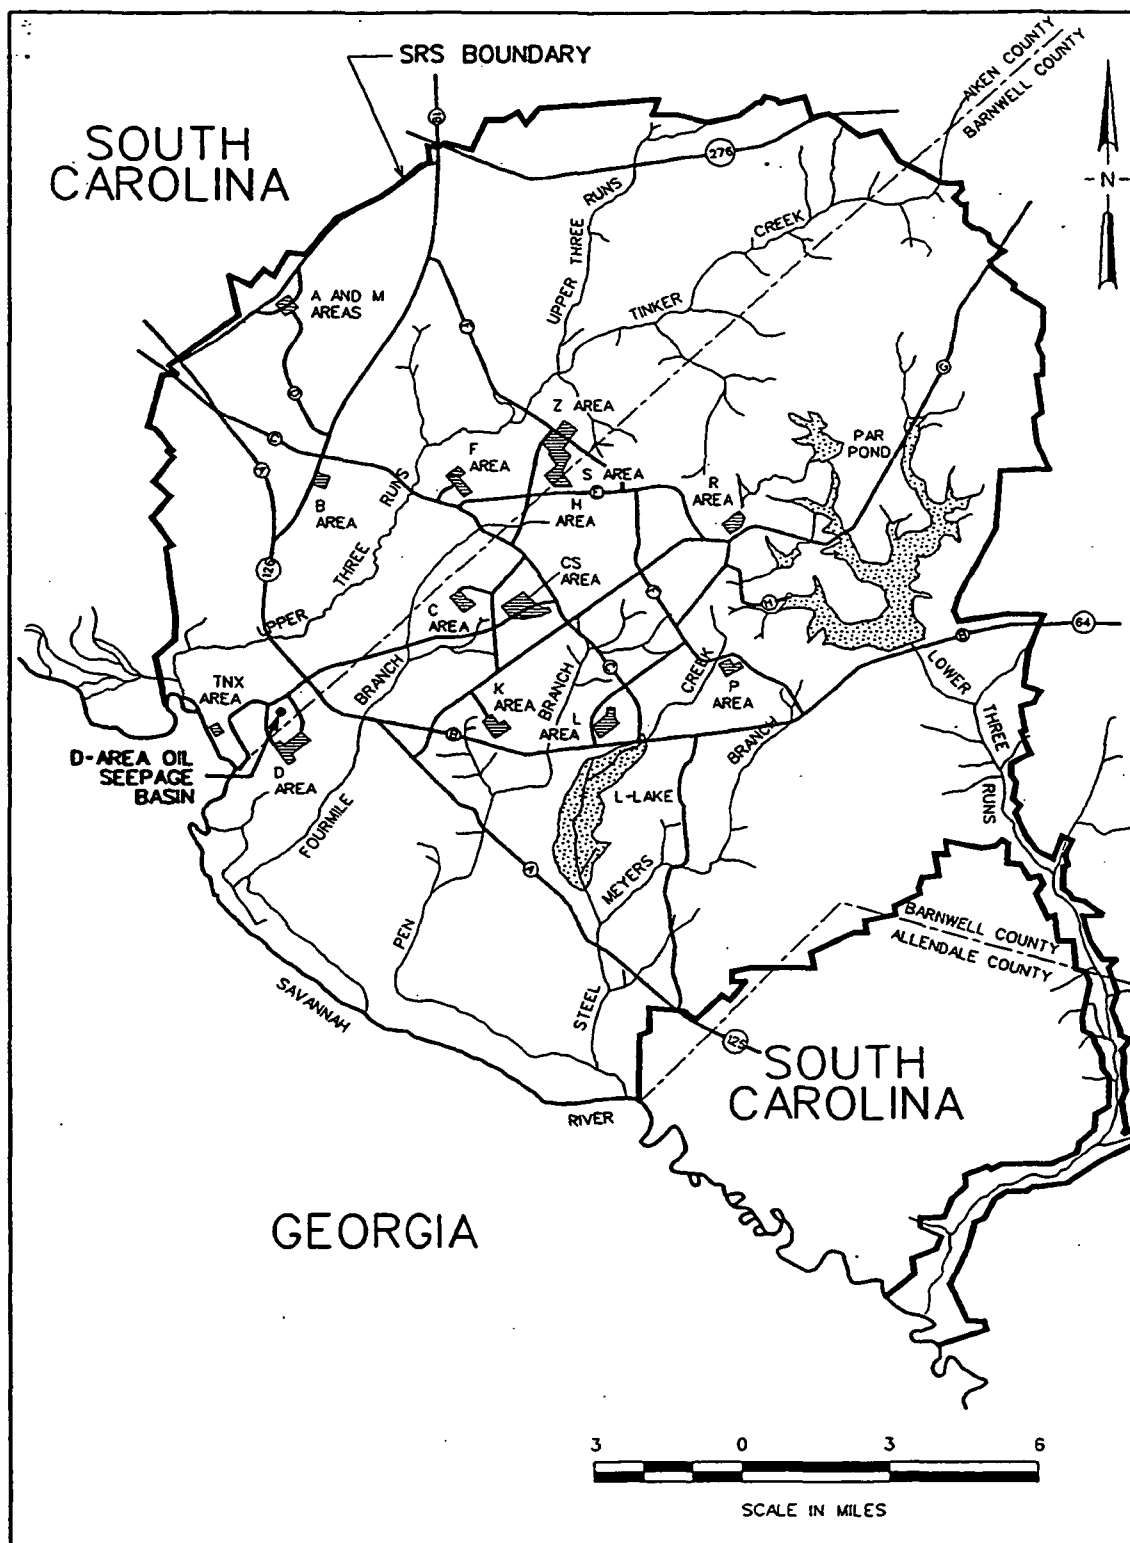 SRS BOUNDARY
SOUTH
CAROLINA
AIKEN COUNTY
BARNWELL COUNTY
276
N
UPPER THREE RUNS
CREEK
TINKER
A AND M
AREAS
Z AREA
PAR
POND
F
AREA
S AREA
R
AREA
B
AREA
H
AREA
UPPER THREE RUNS
CS
AREA
C
AREA
126
64
TNX
AREA
BRANCH
K
AREA
BRANCH
CREEK
L
AREA
P
AREA
BRANCH
LOWER
THREE
RUNS
D-AREA OIL
SEEPAGE
BASIN
D
AREA
FOURMILE
L-LAKE
MEYERS
PEN
BARNWELL COUNTY
ALLENDALE COUNTY
SAVANNAH
STEEL
125
SOUTH
CAROLINA
RIVER
GEORGIA
3 0 3 6
SCALE IN MILES